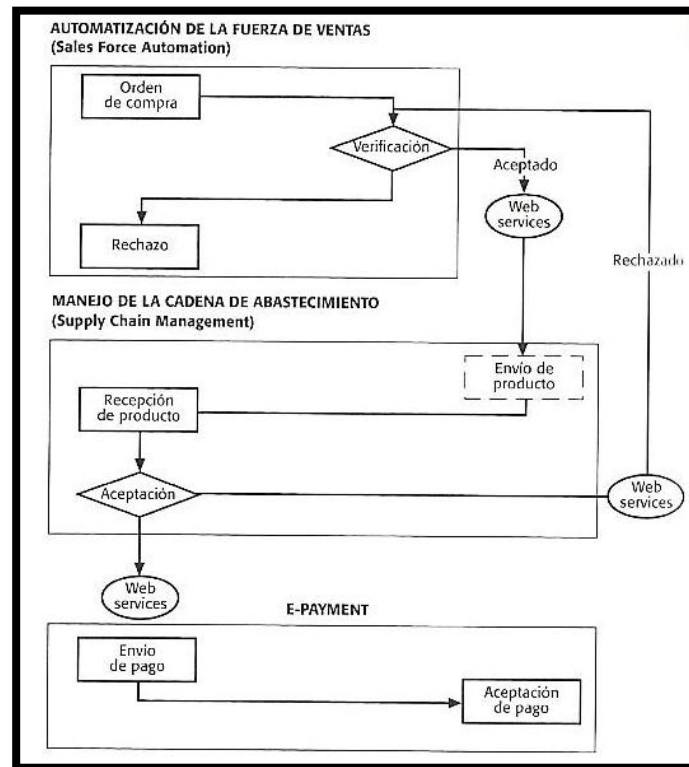 AUTOMATIZACIÓN DE LA FUERZA DE VENTAS
(Sales Force Automation)
Orden
de compra
Verificación
Aceptado
Web
services
Rechazo
Rechazado
MANEJO DE LA CADENA DE ABASTECIMIENTO
(Supply Chain Management)
Envío de
producto
Recepción
de producto
Aceptación
Web
services
Web
services
E-PAYMENT
Envío
de pago
Aceptación
de pago